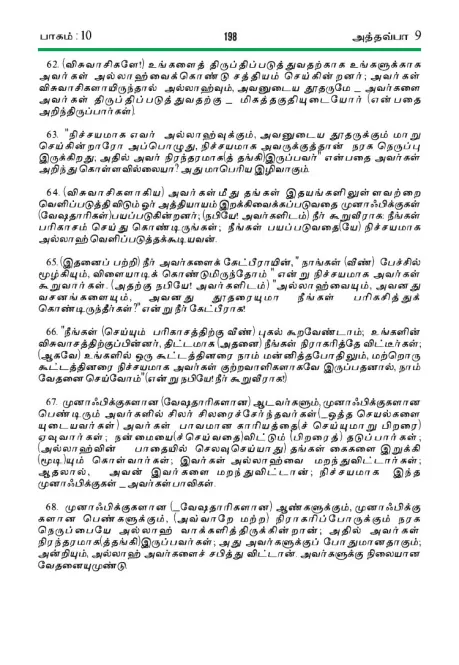 பாகம் : 10 198 அத்தவ்பா 9
62. (விசுவாசிகளே!) உங்களைத் திருப்திப்படுத்துவதற்காக உங்களுக்காக
அவர்கள் அல்லாஹ்வைக்கொண்டு சத்தியம் செய்கின்றனர்; அவர்கள்
விசுவாசிகளாயிருந்தால் அல்லாஹ்வும், அவனுடைய தூதருமே _ அவர்களை
அவர்கள் திருப்திப்படுத்துவதற்கு _ மிகத்தகுதியுடையோர் (என்பதை
அறிந்திருப்பார்கள்).
63. "நிச்சயமாக எவர் அல்லாஹ்வுக்கும், அவனுடைய தூதருக்கும் மாறு
செய்கின்றாரோ அப்பொழுது, நிச்சயமாக அவருக்குத்தான் நரக நெருப்பு
இருக்கிறது; அதில் அவர் நிரந்தரமாக(த் தங்கி)இருப்பவர்" என்பதை அவர்கள்
அறிந்து கொள்ளவில்லையா? அது மாபெரிய இழிவாகும்.
64. (விசுவாசிகளாகிய) அவர்கள் மீது தங்கள் இதயங்களிலுள்ளவற்றை
வெளிப்படுத்திவிடும் ஓர் அத்தியாயம் இறக்கிவைக்கப்படுவதை முனாஃபிக்குகள்
(வேஷதாரிகள்)பயப்படுகின்றனர்; (நபியே! அவர்களிடம்) நீர் கூறுவீராக: நீங்கள்
பரிகாசம் செய்து கொண்டிருங்கள்; நீங்கள் பயப்படுவதை(யே) நிச்சயமாக
அல்லாஹ் வெளிப்படுத்தக்கூடியவன்.
65. (இதனைப் பற்றி) நீர் அவர்களைக் கேட்பீராயின், "நாங்கள் (வீண்) பேச்சில்
மூழ்கியும், விளையாடிக் கொண்டுமிருந்தோம்" என்று நிச்சயமாக அவர்கள்
கூறுவார்கள். (அதற்கு நபியே! அவர்களிடம்) "அல்லாஹ்வையும், அவனது
வசனங்களையும், அவனது தூதரையுமா நீங்கள் பரிகசித்துக்
கொண்டிருந்தீர்கள்?" என்று நீர் கேட்பீராக!
66. "நீங்கள் (செய்யும் பரிகாசத்திற்கு வீண்) புகல் கூறவேண்டாம்; உங்களின்
விசுவாசத்திற்குப்பின்னர், திட்டமாக (அதனை) நீங்கள் நிராகரித்தே விட்டீர்கள்;
(ஆகவே) உங்களில் ஒரு கூட்டத்தினரை நாம் மன்னித்தபோதிலும், மற்றொரு
கூட்டத்தினரை நிச்சயமாக அவர்கள் குற்றவாளிகளாகவே இருப்பதனால், நாம்
வேதனை செய்வோம்" (என்று நபியே! நீர் கூறுவீராக!)
67. முனாஃபிக்குகளான (வேஷதாரிகளான) ஆடவர்களும், முனாஃபிக்குகளான
பெண்டிரும் அவர்களில் சிலர் சிலரைச்சேர்ந்தவர்கள் (_ஒத்த செயல்களை
யுடையவர்கள்) அவர்கள் பாவமான காரியத்தை(ச் செய்யுமாறு பிறரை)
ஏவுவார்கள்; நன்மையை(ச்செய்வதை)விட்டும் (பிறரைத்) தடுப்பார்கள்;
(அல்லாஹ்வின் பாதையில் செலவுசெய்யாது) தங்கள் கைகளை இறுக்கி
(மூடி)யும் கொள்வார்கள்; இவர்கள் அல்லாஹ்வை மறந்துவிட்டார்கள்;
ஆதலால், அவன் இவர்களை மறந்துவிட்டான்; நிச்சயமாக இந்த
முனாஃபிக்குகள் _ அவர்கள்பாவிகள்.
68. முனாஃபிக்குகளான (_வேஷதாரிகளான) ஆண்களுக்கும், முனாஃபிக்கு
களான பெண்களுக்கும், (அவ்வாறே மற்ற) நிராகரிப்போருக்கும் நரக
நெருப்பையே அல்லாஹ் வாக்களித்திருக்கின்றான்; அதில் அவர்கள்
நிரந்தரமாக(த்தங்கி)இருப்பவர்கள்; அது அவர்களுக்குப் போதுமானதாகும்;
அன்றியும், அல்லாஹ் அவர்களைச் சபித்து விட்டான். அவர்களுக்கு நிலையான
வேதனையுமுண்டு.